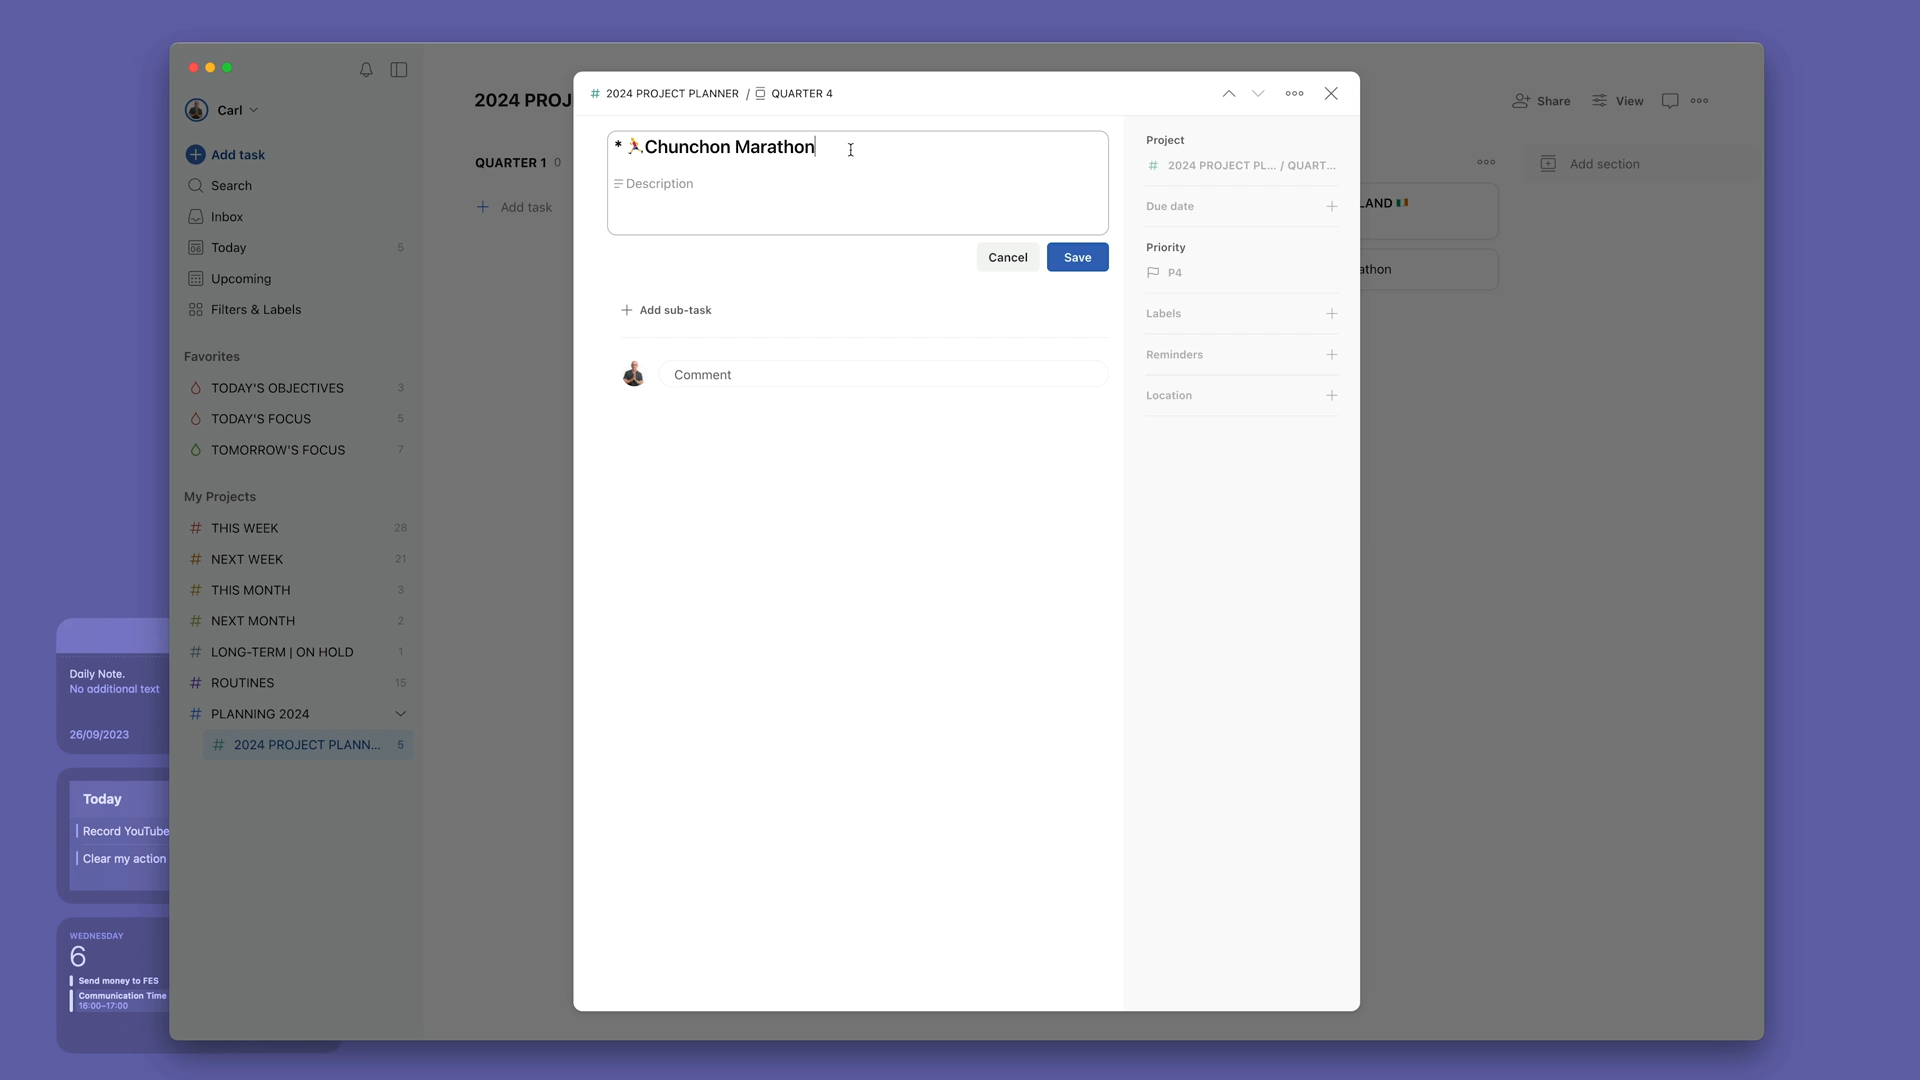 Carl
Add task
Search
Inbox
Today 5
Upcoming
Filters & Labels
Favorites
TODAY'S OBJECTIVES 3
TODAY'S FOCUS 5
TOMORROW'S FOCUS 7
My Projects
# THIS WEEK 28
# NEXT WEEK 21
# THIS MONTH 3
# NEXT MONTH 2
# LONG-TERM | ON HOLD 1
# ROUTINES 15
# PLANNING 2024
# 2024 PROJECT PLANN... 5
2024 PROJ
Share
View
QUARTER 1 0
Add task
Add section
LAND 🇮🇪
athon
# 2024 PROJECT PLANNER / QUARTER 4
* 🏃Chunchon Marathon
Description
Cancel
Save
Add sub-task
Comment
Project
# 2024 PROJECT PL... / QUART...
Due date
Priority
P4
Labels
Reminders
Location
Daily Note.
No additional text
26/09/2023
Today
Record YouTube
Clear my action
WEDNESDAY
6
Send money to FES
Communication Time
16:00–17:00